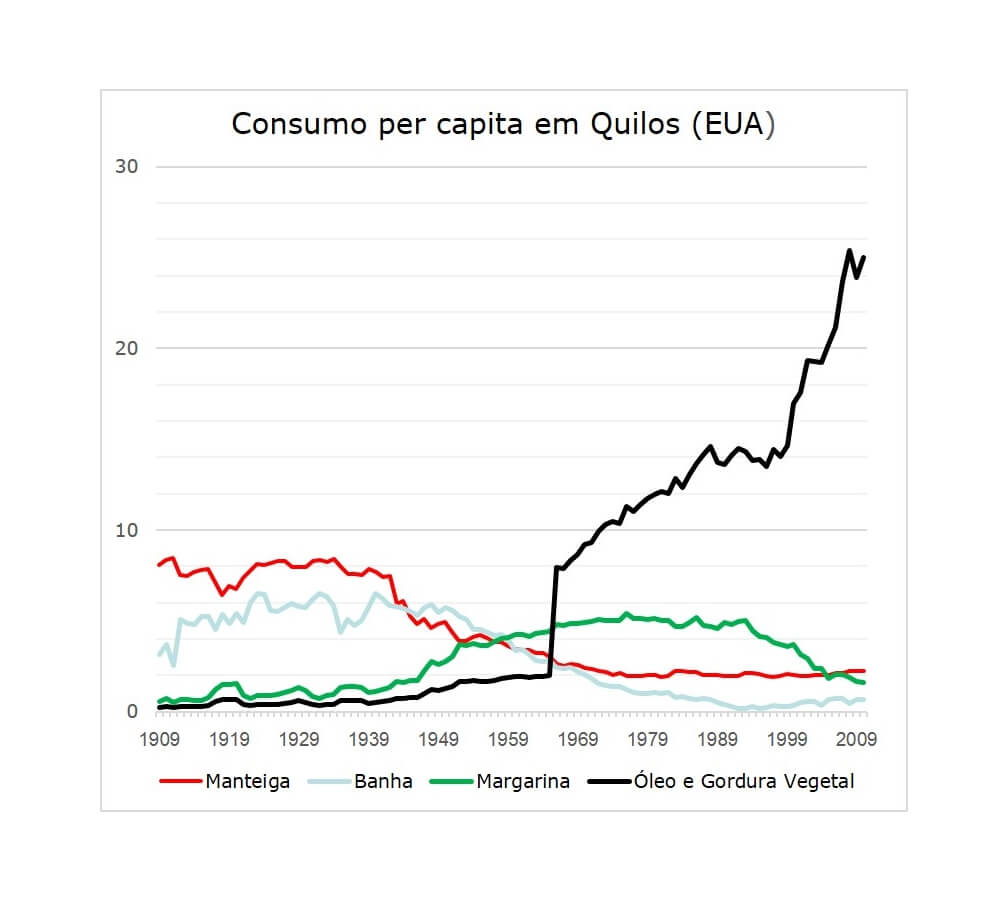 Consumo per capita em Quilos (EUA)
30
20
10
0
1909 1919 1929 1939 1949 1959 1969 1979 1989 1999 2009
Manteiga Banha Margarina Óleo e Gordura Vegetal